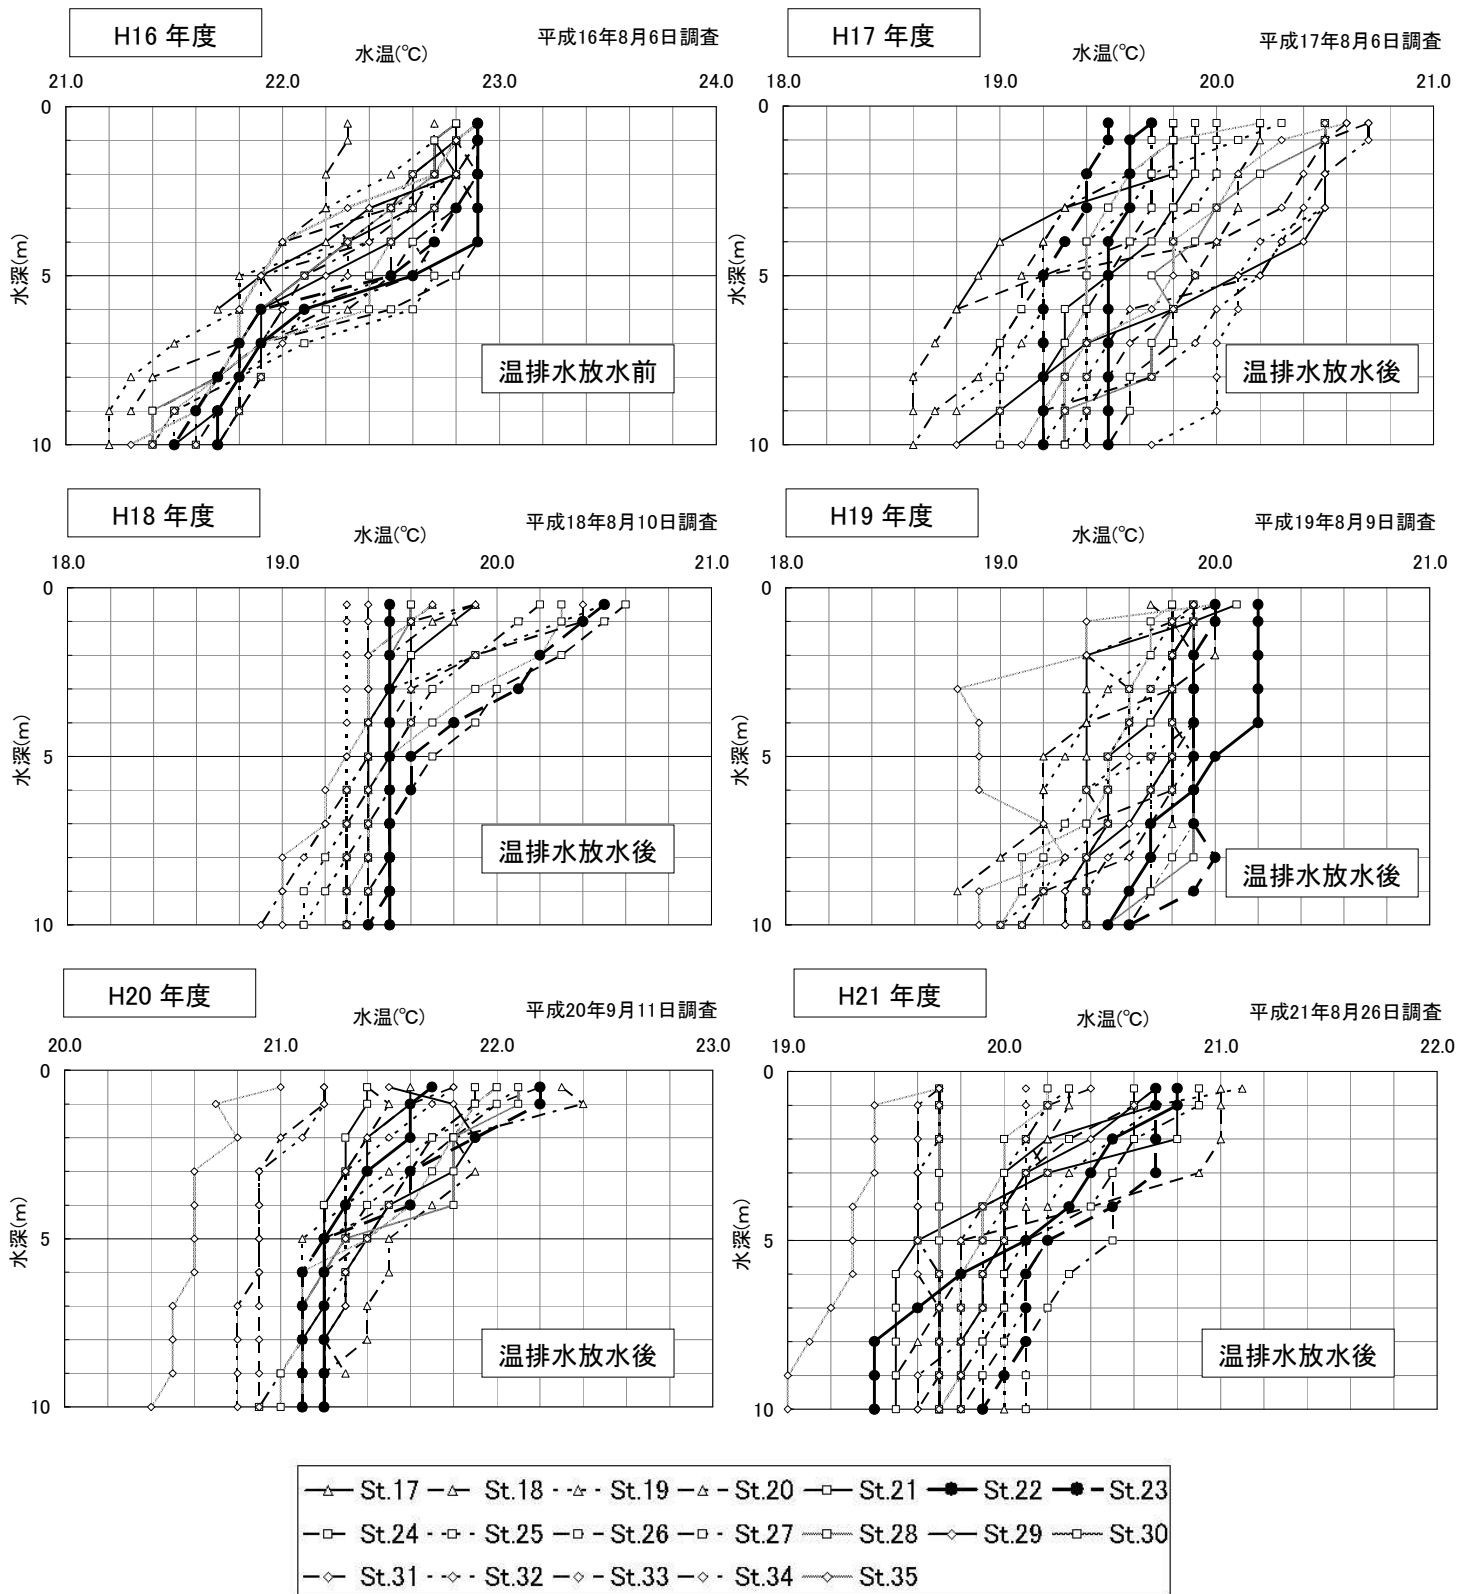 H16 年度
平成16年8月6日調査
水温(℃)
21.0 22.0 23.0 24.0
0
5
10
水深(m)
温排水放水前
H17 年度
平成17年8月6日調査
水温(℃)
18.0 19.0 20.0 21.0
0
5
10
水深(m)
温排水放水後
H18 年度
平成18年8月10日調査
水温(℃)
18.0 19.0 20.0 21.0
0
5
10
水深(m)
温排水放水後
H19 年度
平成19年8月9日調査
水温(℃)
18.0 19.0 20.0 21.0
0
5
10
水深(m)
温排水放水後
H20 年度
平成20年9月11日調査
水温(℃)
20.0 21.0 22.0 23.0
0
5
10
水深(m)
温排水放水後
H21 年度
平成21年8月26日調査
水温(℃)
19.0 20.0 21.0 22.0
0
5
10
水深(m)
温排水放水後
St.17 St.18 St.19 St.20 St.21 St.22 St.23
St.24 St.25 St.26 St.27 St.28 St.29 St.30
St.31 St.32 St.33 St.34 St.35